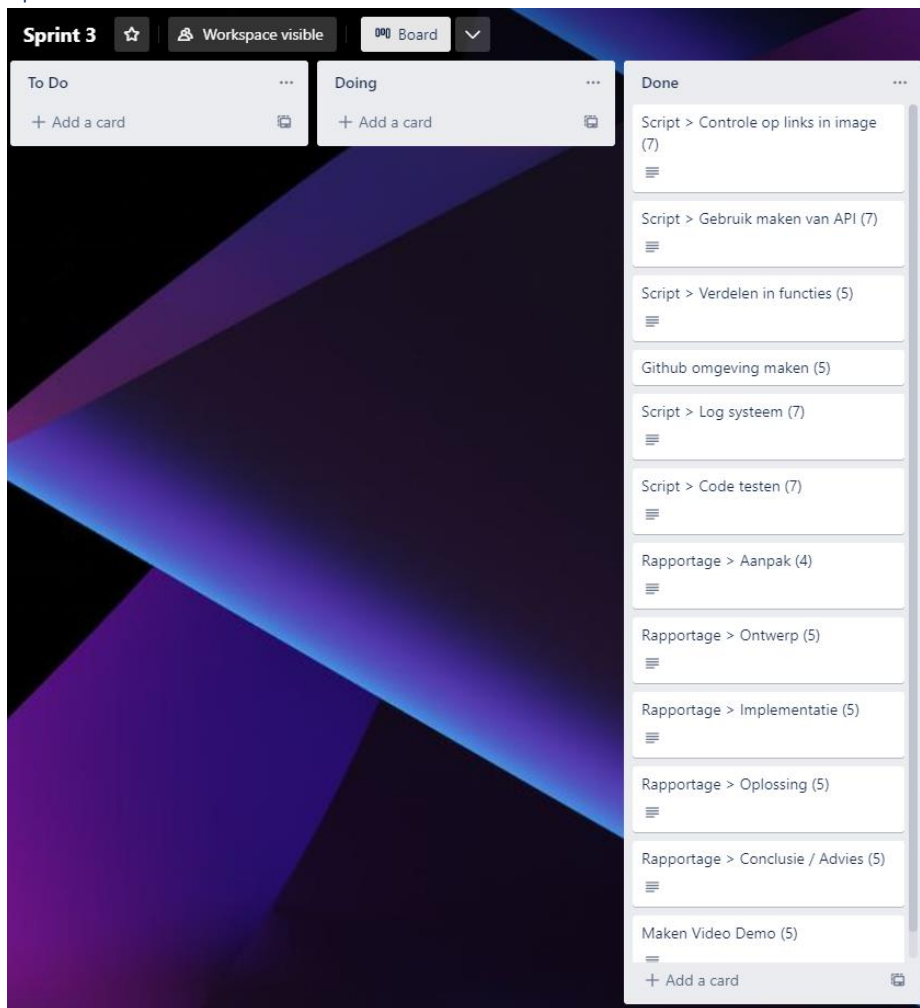 Sprint 3
Workspace visible
Board
To Do
Add a card
Doing
Add a card
Done
Script > Controle op links in image
(7)
Script > Gebruik maken van API (7)
Script > Verdelen in functies (5)
Github omgeving maken (5)
Script > Log systeem (7)
Script > Code testen (7)
Rapportage > Aanpak (4)
Rapportage > Ontwerp (5)
Rapportage > Implementatie (5)
Rapportage > Oplossing (5)
Rapportage > Conclusie / Advies (5)
Maken Video Demo (5)
Add a card